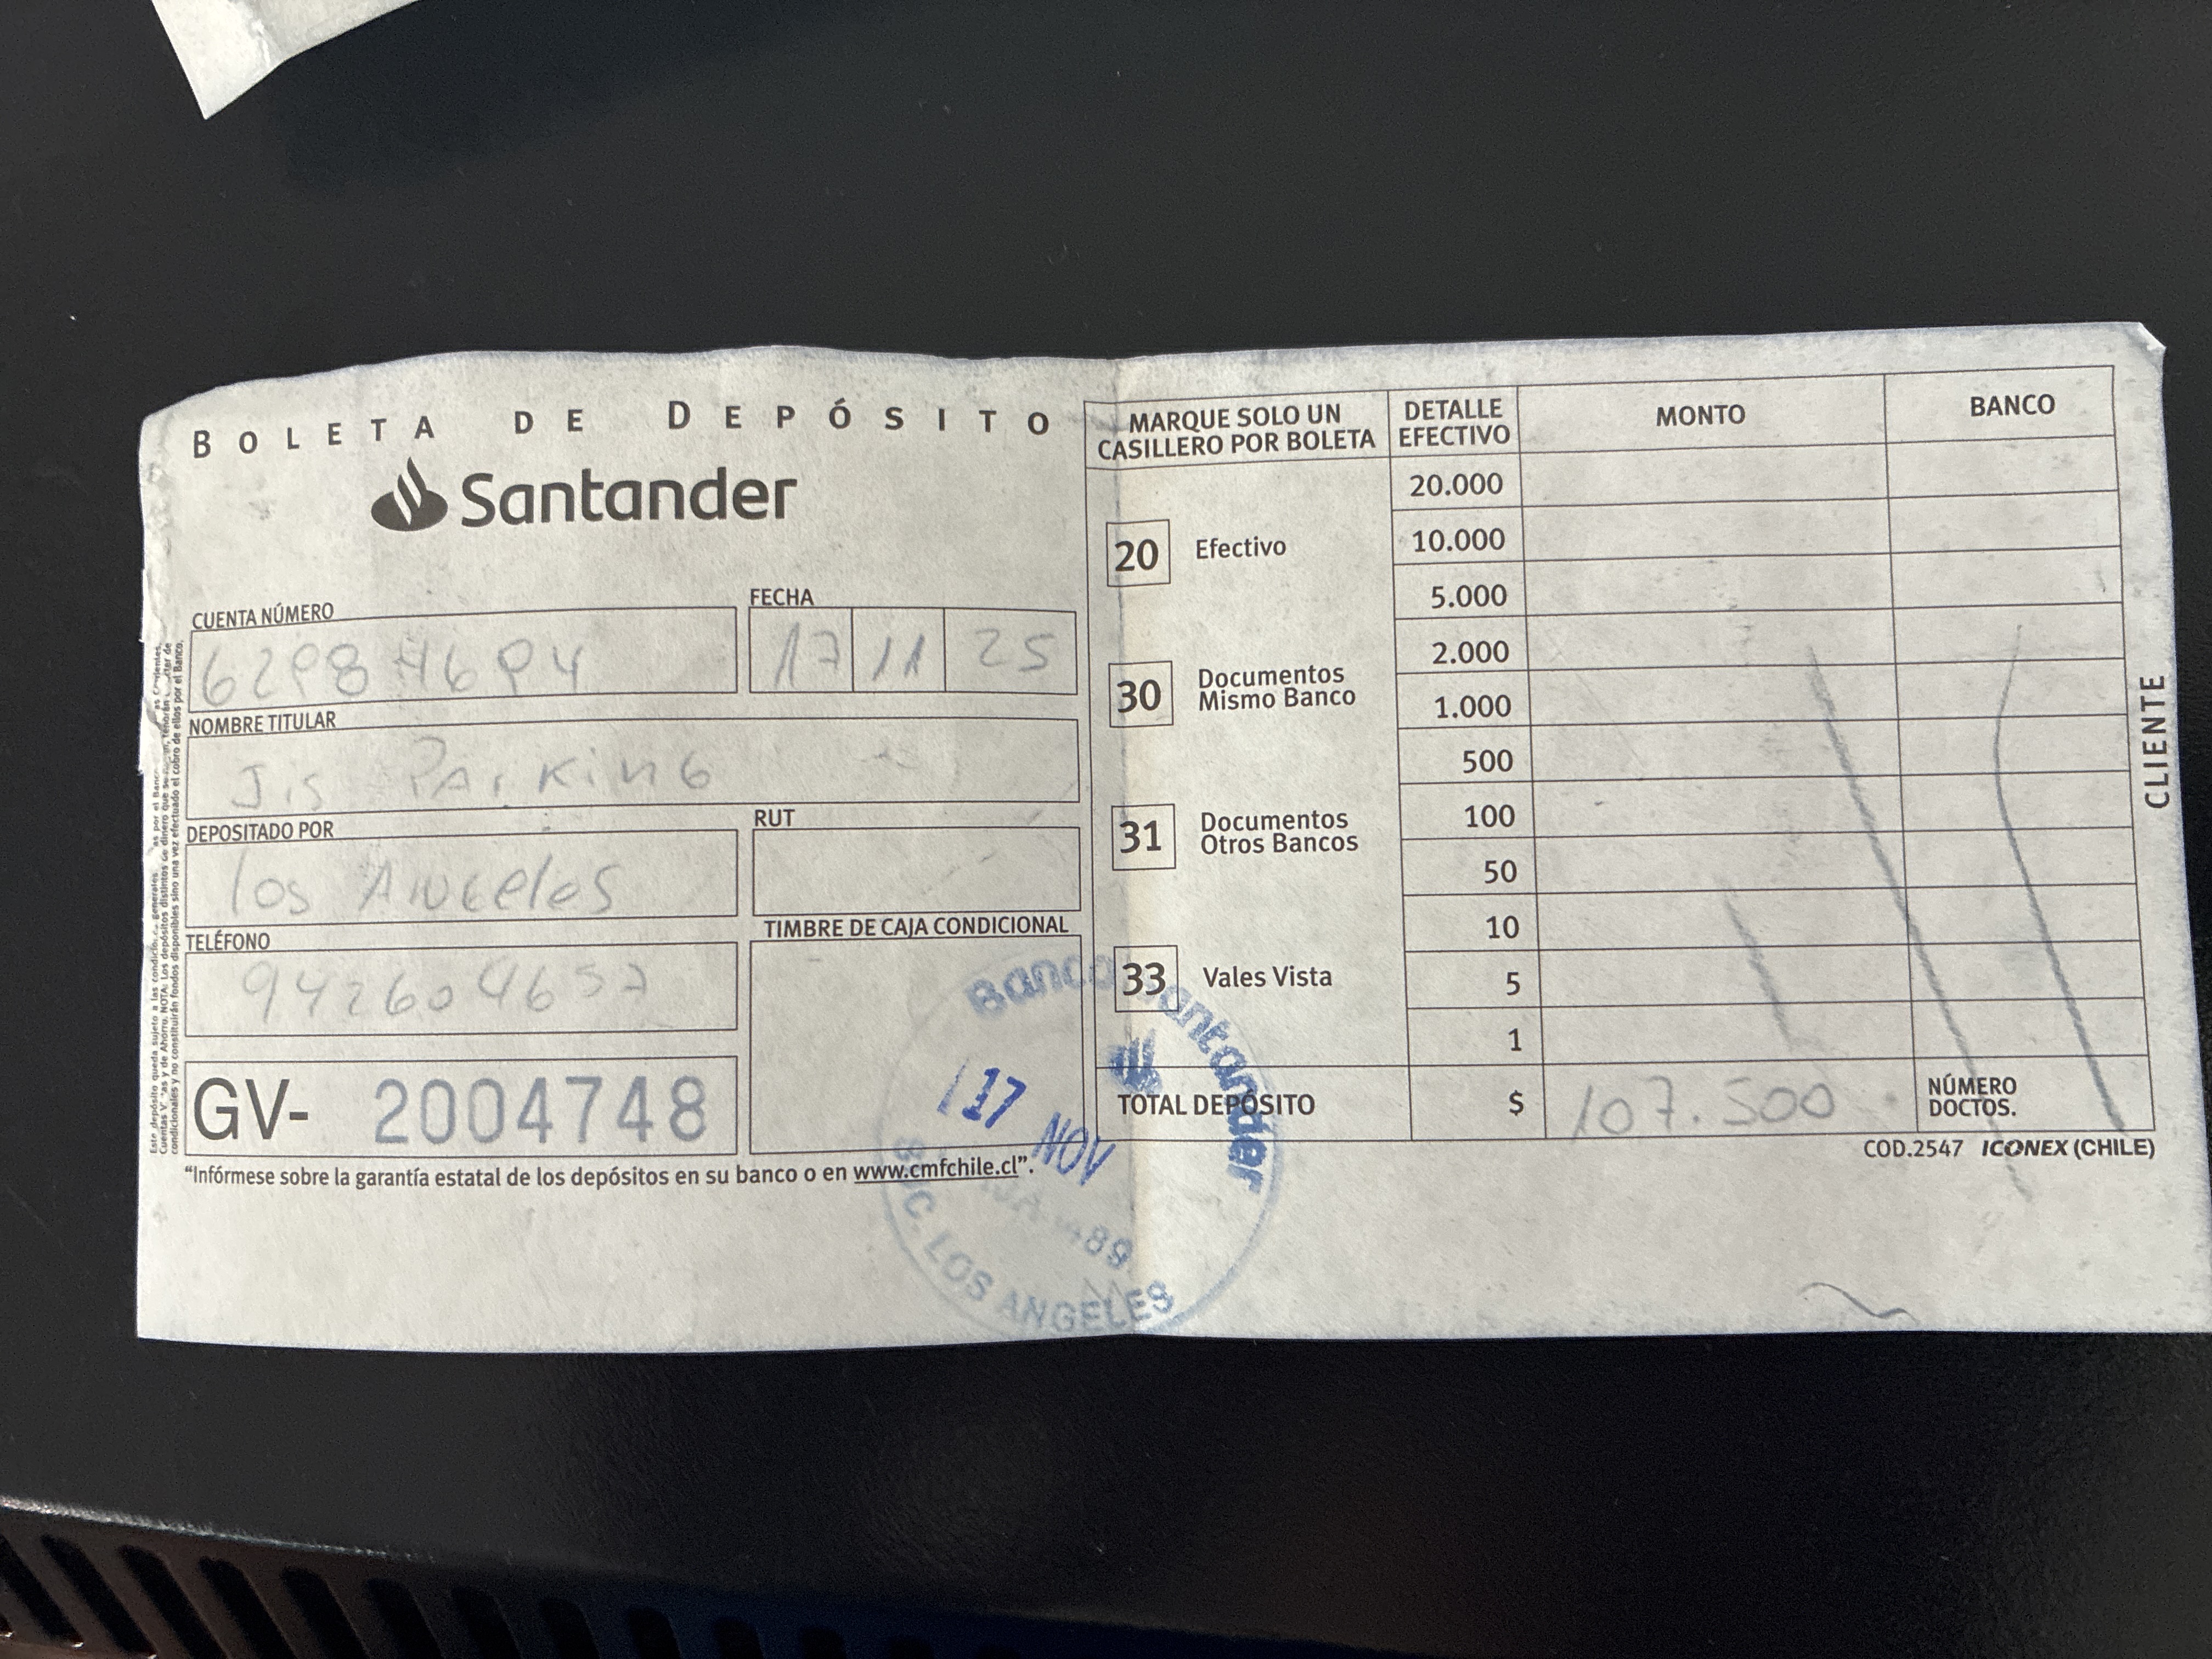 BOLETA DE DEPÓSITO
Santander
CUENTA NÚMERO
FECHA
17 11 25
NOMBRE TITULAR
Jis PArKinG
DEPOSITADO POR
los Angeles
RUT
TELÉFONO
942604657
TIMBRE DE CAJA CONDICIONAL
GV- 2004748
"Infórmese sobre la garantía estatal de los depósitos en su banco o en www.cmfchile.cl".
MARQUE SOLO UN CASILLERO POR BOLETA
20 Efectivo
30 Documentos Mismo Banco
31 Documentos Otros Bancos
33 Vales Vista
DETALLE EFECTIVO
MONTO
BANCO
20.000
10.000
5.000
2.000
1.000
500
100
50
10
5
1
TOTAL DEPÓSITO $ 107.500
NÚMERO DOCTOS.
COD.2547 ICONEX (CHILE)
CLIENTE
Banco Santander
17 NOV
SUC. LOS ANGELES